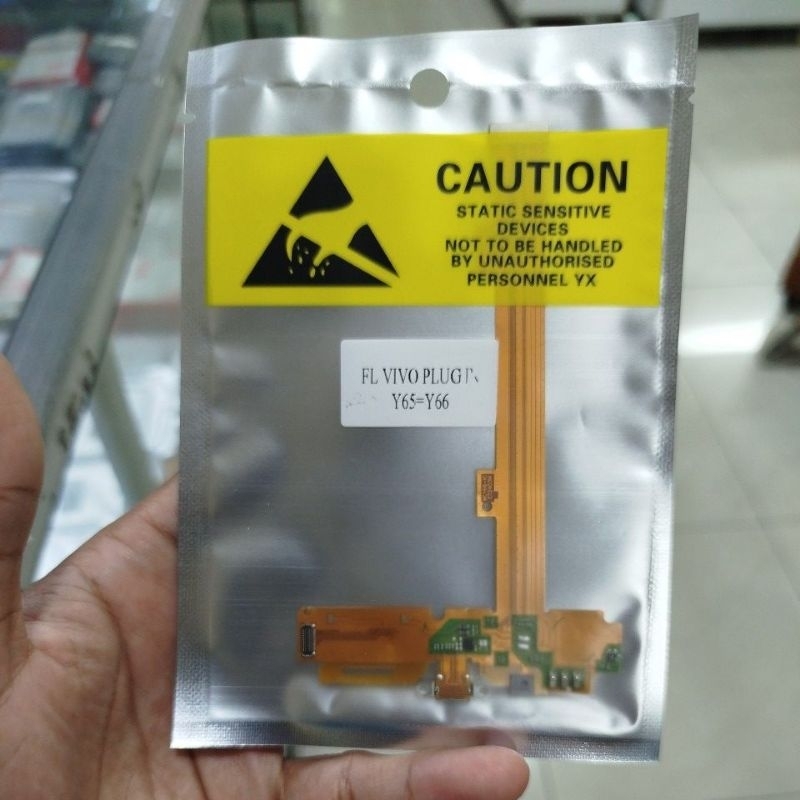 CAUTION
STATIC SENSITIVE
DEVICES
NOT TO BE HANDLED
BY UNAUTHORISED
PERSONNEL YX
FL VIVO PLUG
Y65=Y66